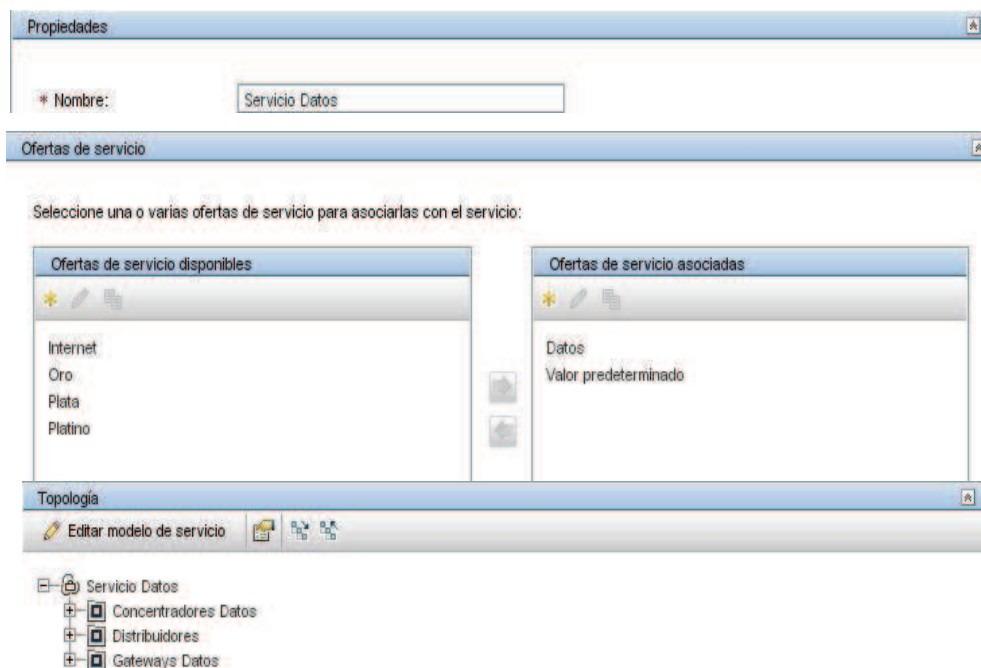 Propiedades
* Nombre: Servicio Datos
Ofertas de servicio
Seleccione una o varias ofertas de servicio para asociarlas con el servicio:
Ofertas de servicio disponibles
Internet
Oro
Plata
Platino
Ofertas de servicio asociadas
Datos
Valor predeterminado
Topología
Editar modelo de servicio
Servicio Datos
Concentradores Datos
Distribuidores
Gateways Datos